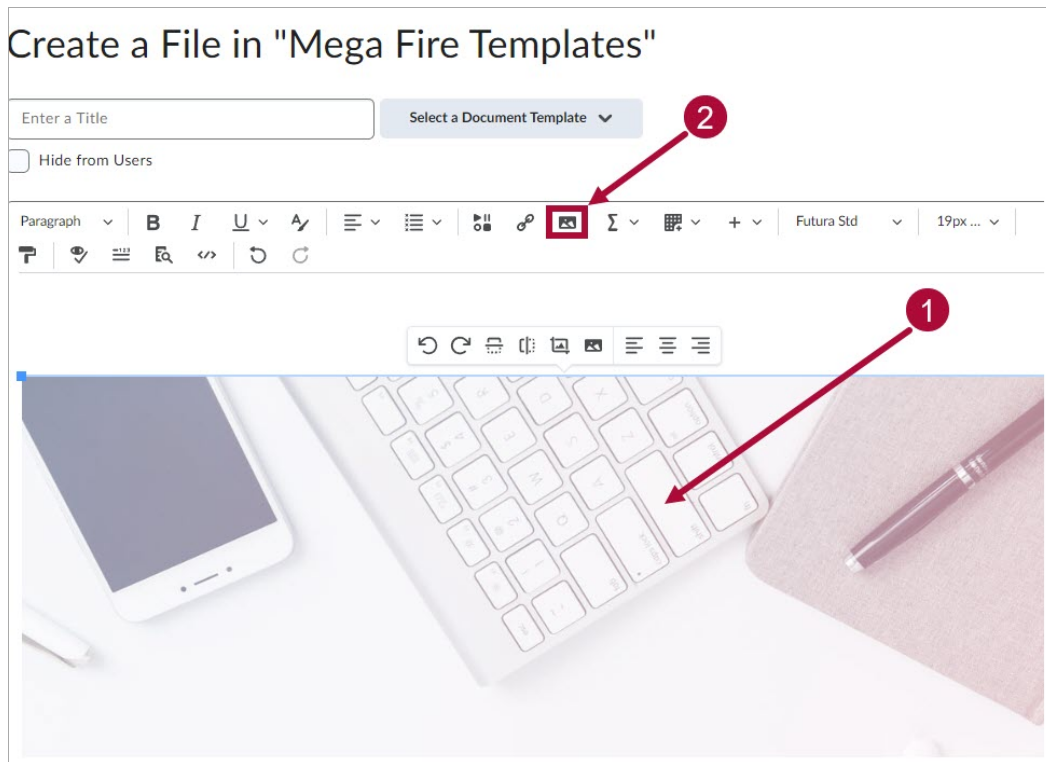 Create a File in "Mega Fire Templates"
Enter a Title
Select a Document Template
2
Hide from Users
Paragraph B I U A Σ + Futura Std 19px ...
1